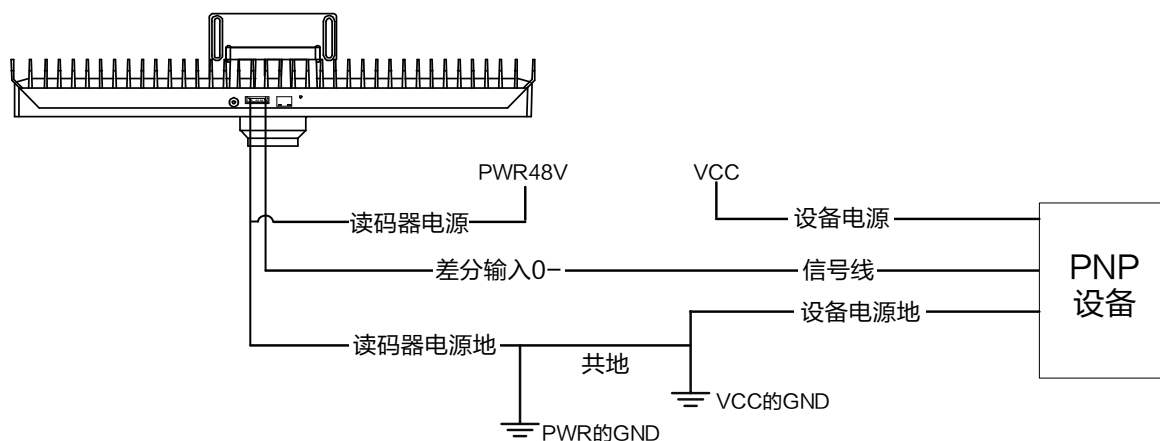 PWR48V
VCC
读码器电源
设备电源
差分输入0-
信号线
PNP
设备
设备电源地
读码器电源地
共地
VCC的GND
PWR的GND